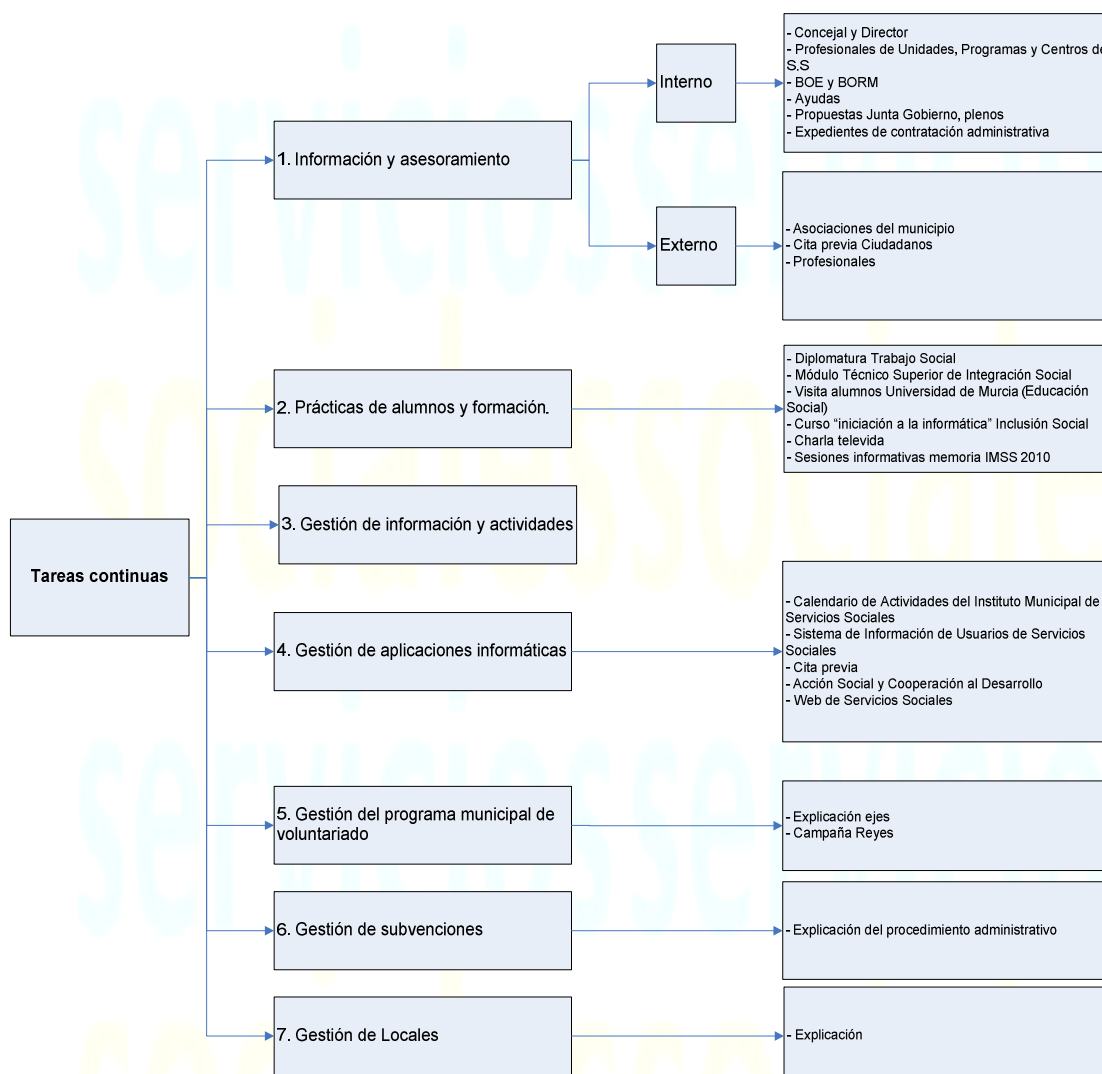 Tareas continuas
1. Información y asesoramiento
Interno
- Concejal y Director
- Profesionales de Unidades, Programas y Centros de
S.S
- BOE y BORM
- Ayudas
- Propuestas Junta Gobierno, plenos
- Expedientes de contratación administrativa
Externo
- Asociaciones del municipio
- Cita previa Ciudadanos
- Profesionales
2. Prácticas de alumnos y formación.
- Diplomatura Trabajo Social
- Módulo Técnico Superior de Integración Social
- Visita alumnos Universidad de Murcia (Educación
Social)
- Curso “iniciación a la informática” Inclusión Social
- Charla televida
- Sesiones informativas memoria IMSS 2010
3. Gestión de información y actividades
4. Gestión de aplicaciones informáticas
- Calendario de Actividades del Instituto Municipal de
Servicios Sociales
- Sistema de Información de Usuarios de Servicios
Sociales
- Cita previa
- Acción Social y Cooperación al Desarrollo
- Web de Servicios Sociales
5. Gestión del programa municipal de
voluntariado
- Explicación ejes
- Campaña Reyes
6. Gestión de subvenciones
- Explicación del procedimiento administrativo
7. Gestión de Locales
- Explicación